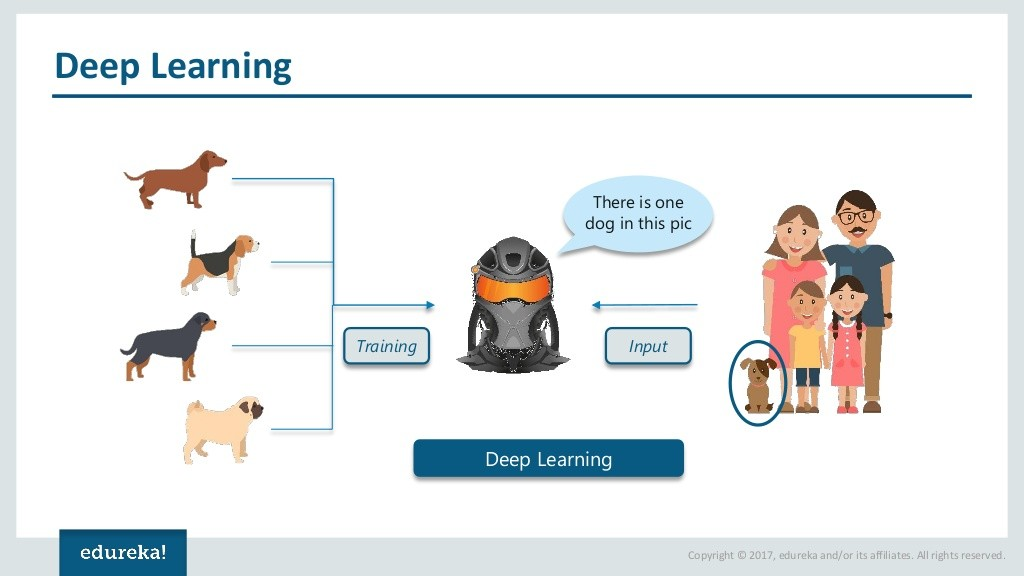 Deep Learning
There is one
dog in this pic
Training
Input
Deep Learning
edureka!
Copyright © 2017, edureka and/or its affiliates. All rights reserved.